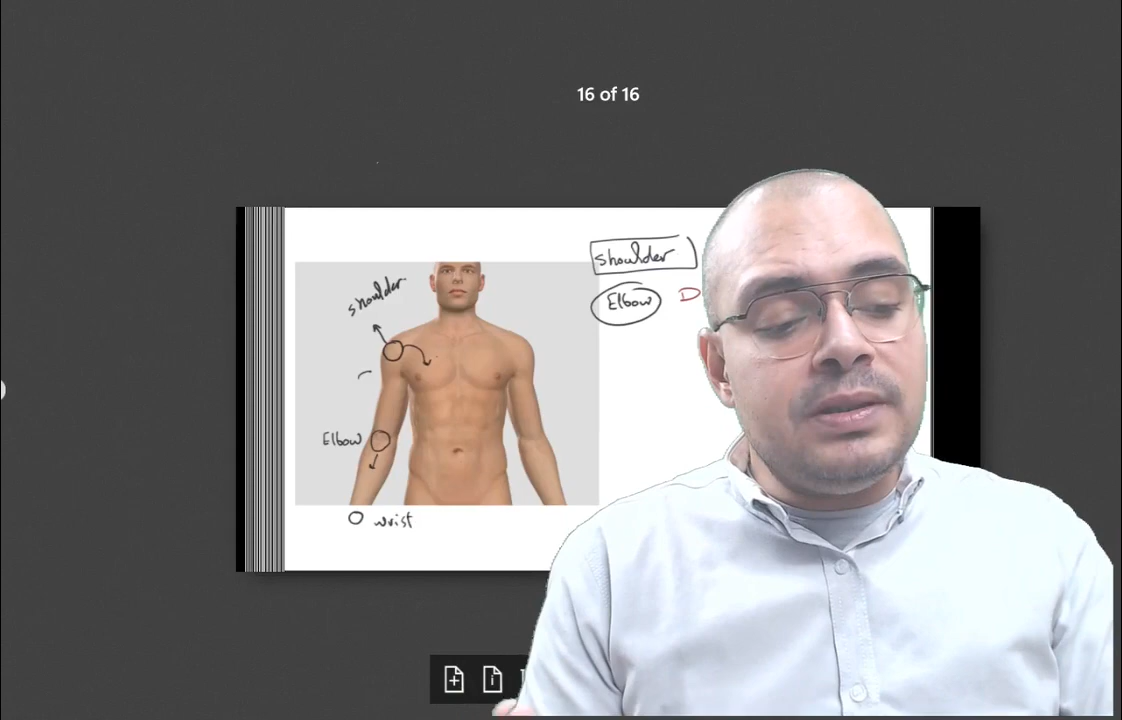 16 of 16
shoulder
Elbow D
shoulder
Elbow
wrist